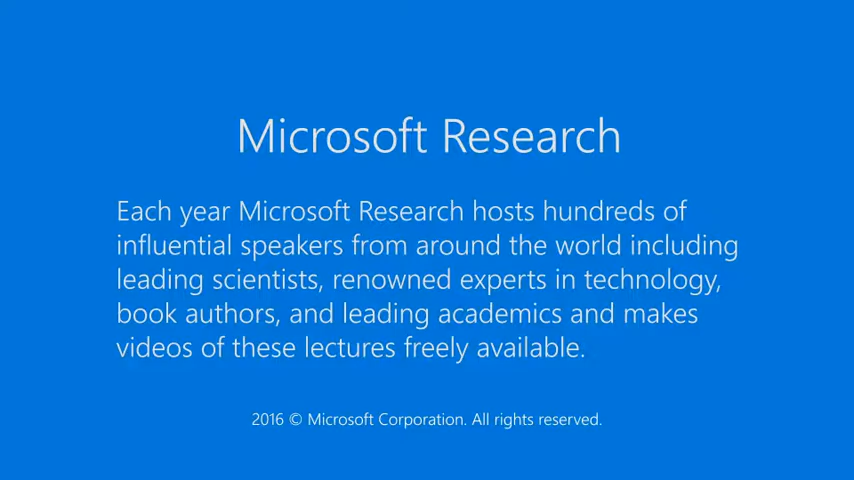 Microsoft Research
Each year Microsoft Research hosts hundreds of
influential speakers from around the world including
leading scientists, renowned experts in technology,
book authors, and leading academics and makes
videos of these lectures freely available.
2016 © Microsoft Corporation. All rights reserved.